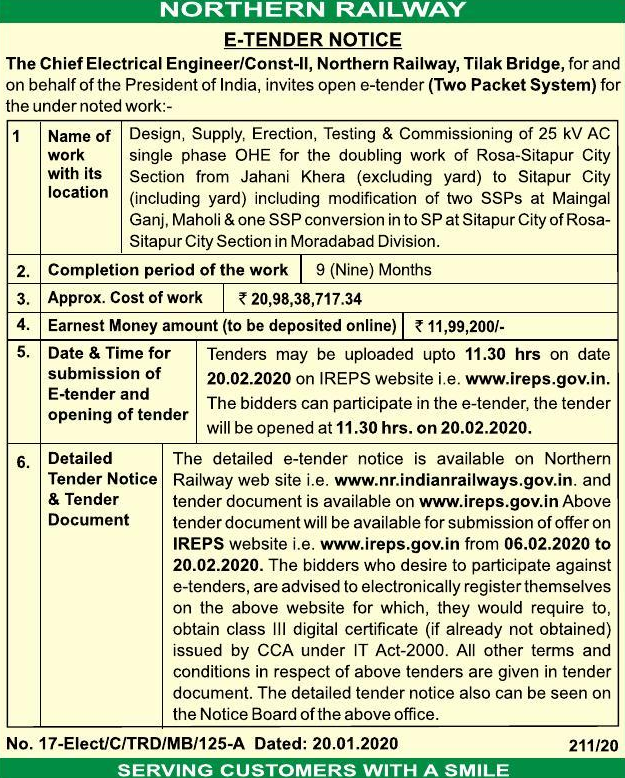 NORTHERN RAILWAY
E-TENDER NOTICE
The Chief Electrical Engineer/Const-II, Northern Railway, Tilak Bridge, for and
on behalf of the President of India, invites open e-tender (Two Packet System) for
the under noted work:-
1 Name of work with its location
Design, Supply, Erection, Testing & Commissioning of 25 kV AC
single phase OHE for the doubling work of Rosa-Sitapur City
Section from Jahani Khera (excluding yard) to Sitapur City
(including yard) including modification of two SSPs at Maingal
Ganj, Maholi & one SSP conversion in to SP at Sitapur City of Rosa-
Sitapur City Section in Moradabad Division.
2. Completion period of the work 9 (Nine) Months
3. Approx. Cost of work ₹ 20,98,38,717.34
4. Earnest Money amount (to be deposited online) ₹ 11,99,200/-
5. Date & Time for
submission of
E-tender and
opening of tender
Tenders may be uploaded upto 11.30 hrs on date
20.02.2020 on IREPS website i.e. www.ireps.gov.in.
The bidders can participate in the e-tender, the tender
will be opened at 11.30 hrs. on 20.02.2020.
6. Detailed
Tender Notice
& Tender
Document
The detailed e-tender notice is available on Northern
Railway web site i.e. www.nr.indianrailways.gov.in. and
tender document is available on www.ireps.gov.in Above
tender document will be available for submission of offer on
IREPS website i.e. www.ireps.gov.in from 06.02.2020 to
20.02.2020. The bidders who desire to participate against
e-tenders, are advised to electronically register themselves
on the above website for which, they would require to,
obtain class III digital certificate (if already not obtained)
issued by CCA under IT Act-2000. All other terms and
conditions in respect of above tenders are given in tender
document. The detailed tender notice also can be seen on
the Notice Board of the above office.
No. 17-Elect/C/TRD/MB/125-A Dated: 20.01.2020 211/20
SERVING CUSTOMERS WITH A SMILE